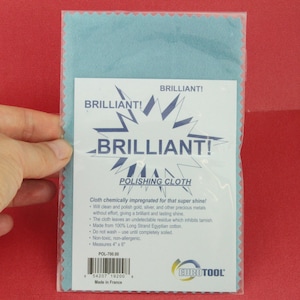 BRILLIANT!
BRILLIANT!
BRILLIANT!
POLISHING CLOTH
Cloth chemically impregnated for that super shine!
• Will clean and polish gold, silver, and other precious metals
without effort, giving a brilliant and lasting shine.
• The cloth leaves an undetectable residue which inhibits tarnish.
• Made from 100% Long Strand Egyptian cotton.
• Do not wash - use until completely soiled.
• Non-toxic, non-allergenic.
• Measures 4" x 6"
POL-750.00
Made in France
EUROTOOL